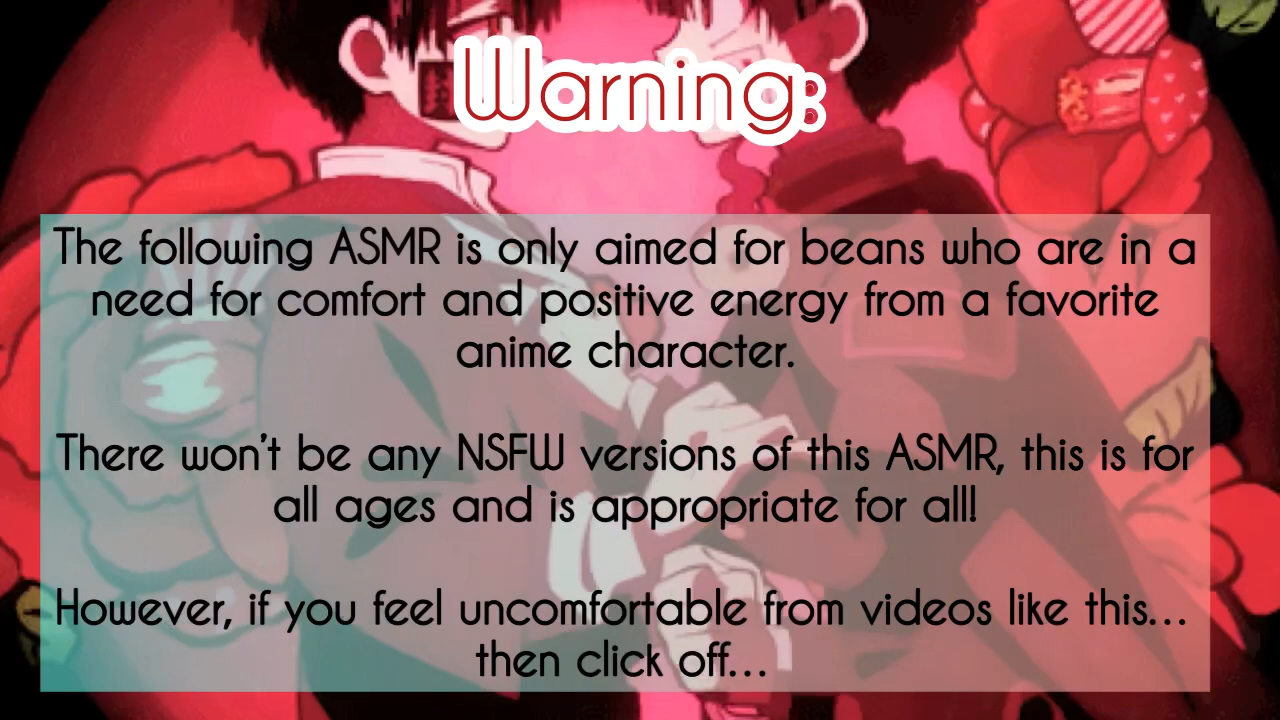 Warning:
The following ASMR is only aimed for beans who are in a
need for comfort and positive energy from a favorite
anime character.
There won't be any NSFW versions of this ASMR, this is for
all ages and is appropriate for all!
However, if you feel uncomfortable from videos like this...
then click off...